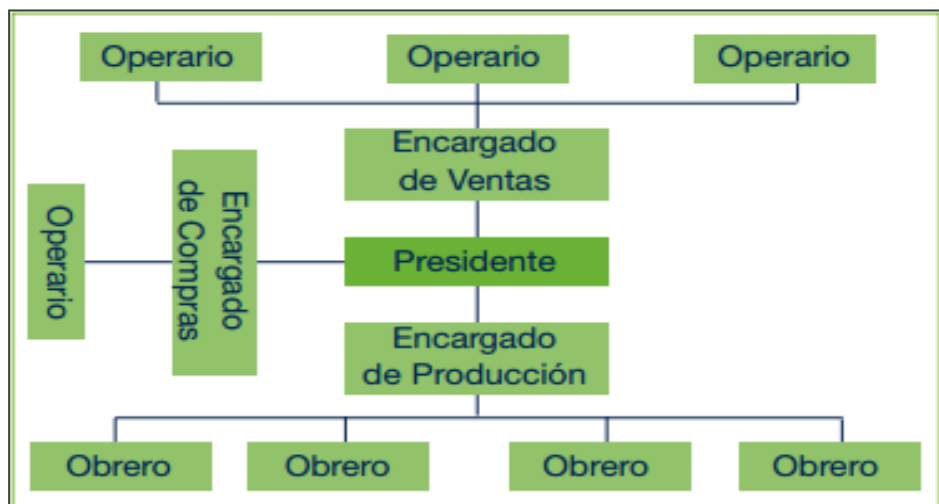 Operario
Operario
Operario
Encargado
de Ventas
Operario
Encargado
de Compras
Presidente
Encargado
de Producción
Obrero
Obrero
Obrero
Obrero